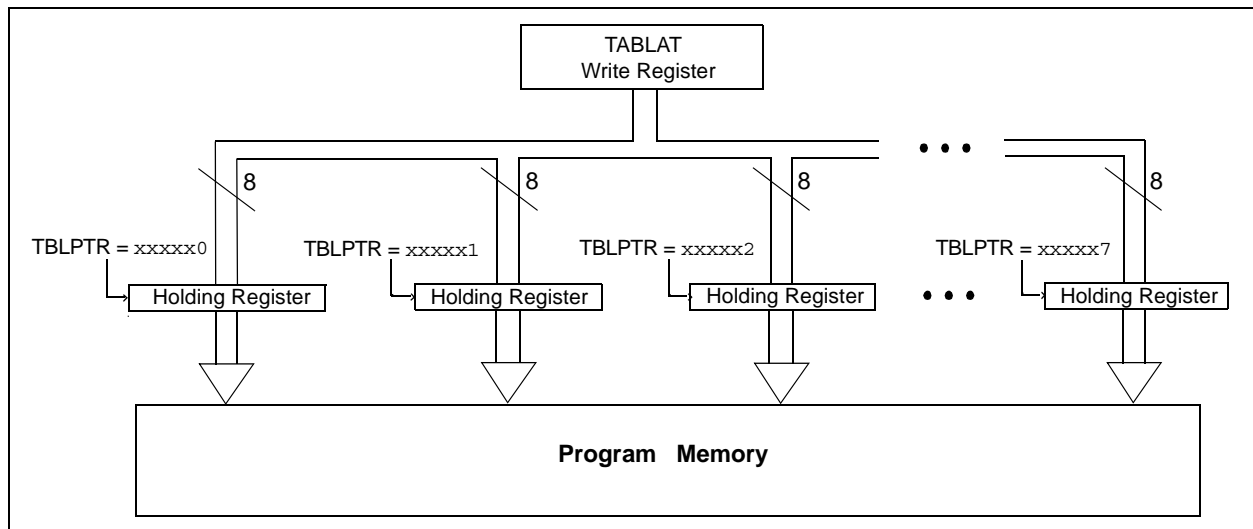 TABLAT
Write Register
• • •
8
8
8
8
TBLPTR = xxxxx0
TBLPTR = xxxxx1
TBLPTR = xxxxx2
TBLPTR = xxxxx7
Holding Register
Holding Register
Holding Register
• • •
Holding Register
Program Memory